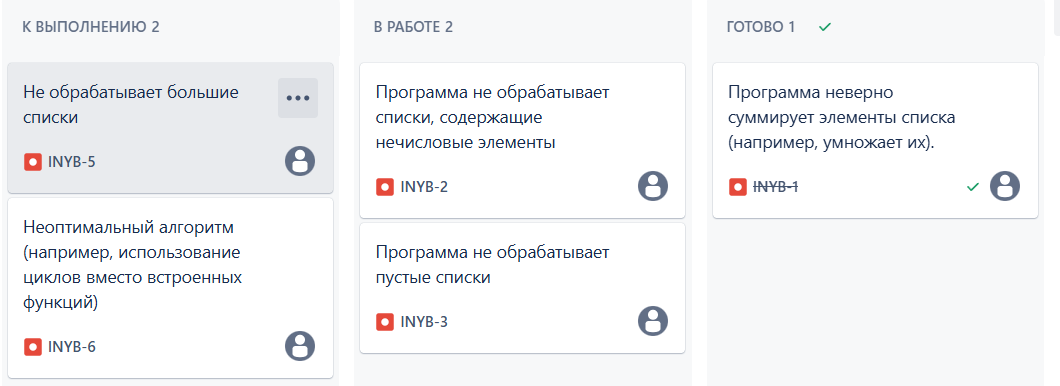 К ВЫПОЛНЕНИЮ 2
Не обрабатывает большие
списки
INYB-5
Неоптимальный алгоритм
(например, использование
циклов вместо встроенных
функций)
INYB-6
В РАБОТЕ 2
Программа не обрабатывает
списки, содержащие
нечисловые элементы
INYB-2
Программа не обрабатывает
пустые списки
INYB-3
ГОТОВО 1
Программа неверно
суммирует элементы списка
(например, умножает их).
INYB-1